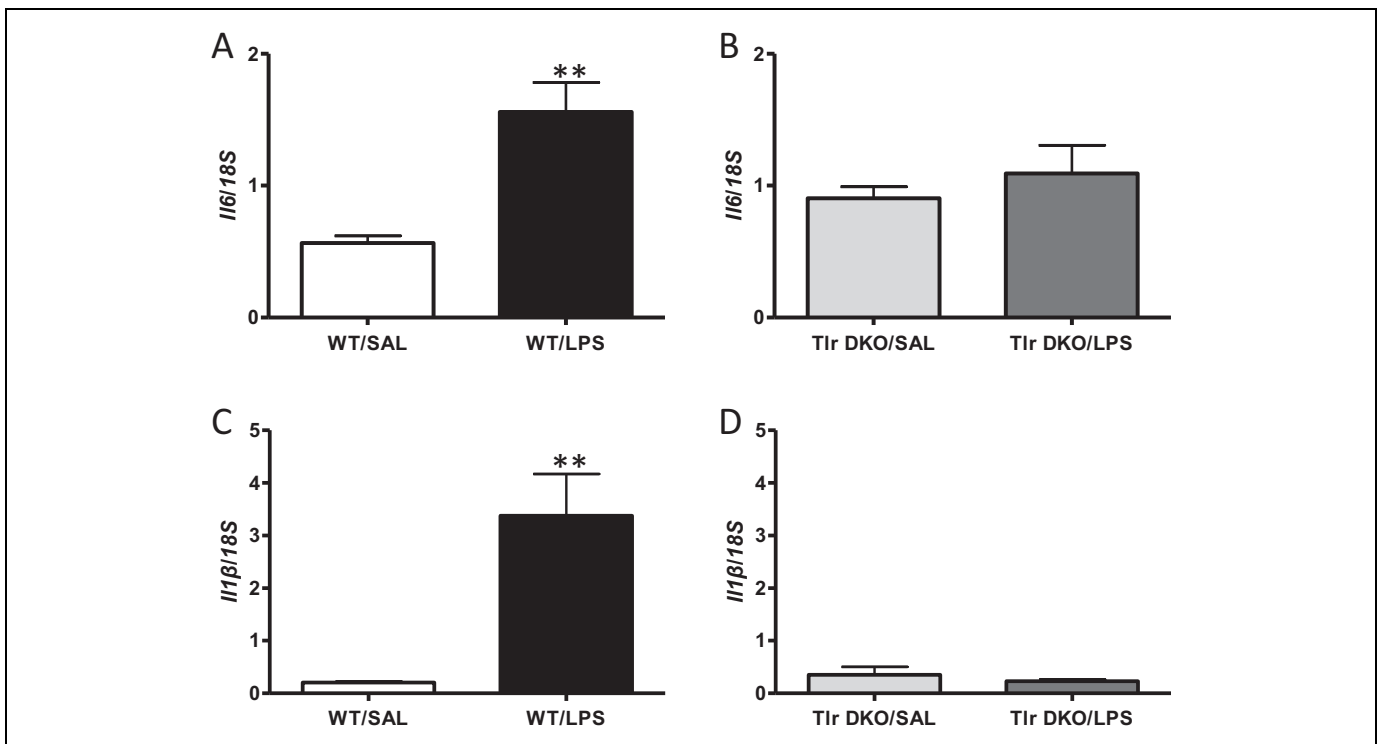 A
2
**
1
0
Il6/18S
WT/SAL
WT/LPS
B
2
1
0
Il6/18S
Tlr DKO/SAL
Tlr DKO/LPS
C
5
**
4
3
2
1
0
Il1β/18S
WT/SAL
WT/LPS
D
5
4
3
2
1
0
Il1β/18S
Tlr DKO/SAL
Tlr DKO/LPS